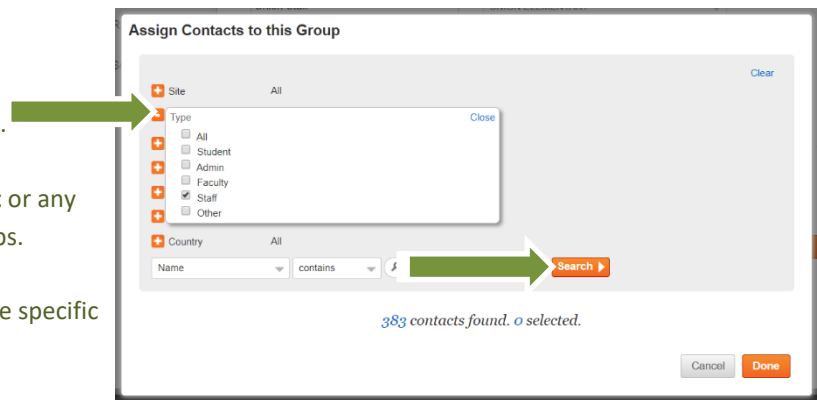 Assign Contacts to this Group
Clear
Site All
Type Close
All
Student
Admin
Faculty
Staff
Other
Country All
Name contains Search
383 contacts found. 0 selected.
Cancel Done
.
or any
os.
e specific